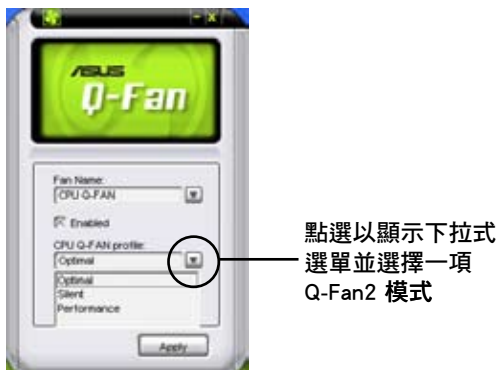 ASUS
Q-Fan
Fan Name:
CPU Q-FAN
Enabled
CPU Q-FAN profile:
Optimal
Optimal
Silent
Performance
Apply
點選以顯示下拉式
選單並選擇一項
Q-Fan2 模式